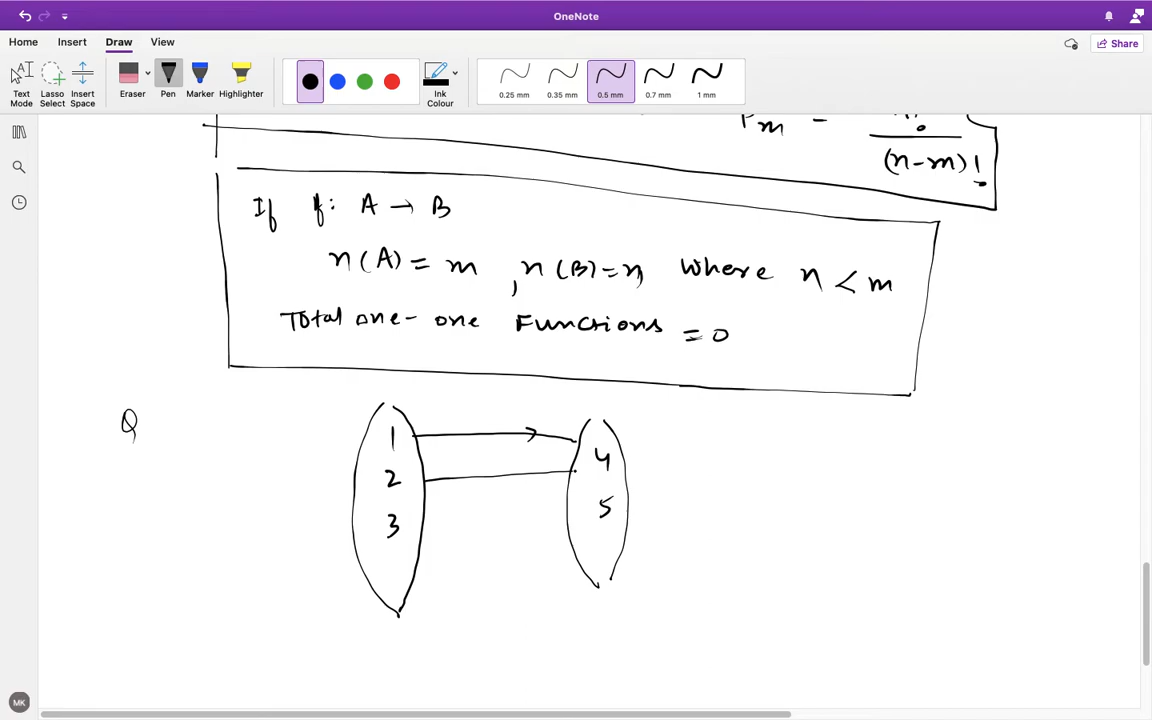 OneNote
Home Insert Draw View
Share
Text Mode
Lasso Select
Insert Space
Eraser
Pen
Marker
Highlighter
Ink Colour
0.25 mm
0.35 mm
0.5 mm
0.7 mm
1 mm
m =
(n-m)!
If f: A → B
n(A) = m , n(B)=n where n < m
Total one-one Functions = 0
Q
1
2
3
4
5
MK